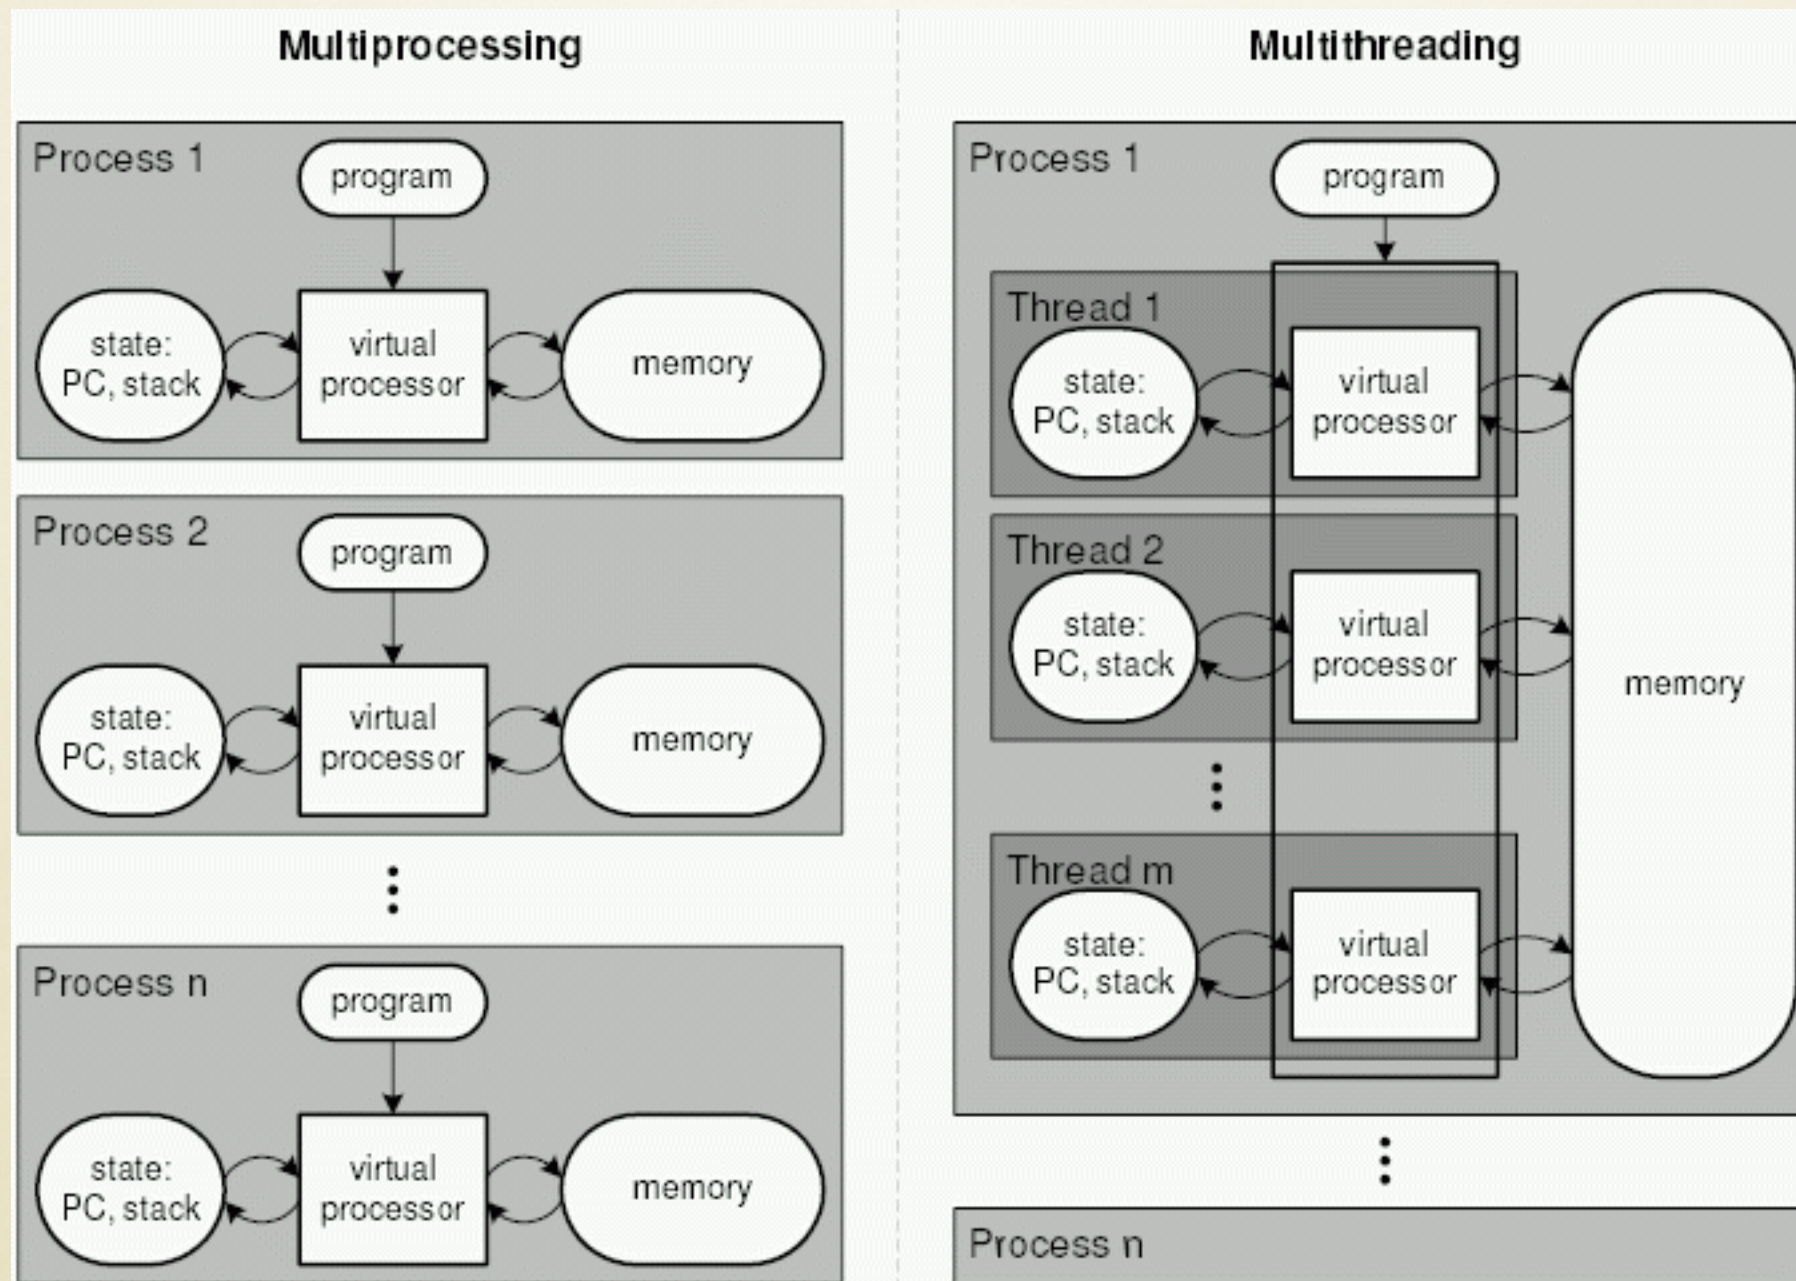 Multiprocessing
Process 1
program
state:
PC, stack
virtual
processor
memory
Process 2
program
state:
PC, stack
virtual
processor
memory
Process n
program
state:
PC, stack
virtual
processor
memory
Multithreading
Process 1
program
Thread 1
state:
PC, stack
virtual
processor
Thread 2
state:
PC, stack
virtual
processor
memory
Thread m
state:
PC, stack
virtual
processor
Process n